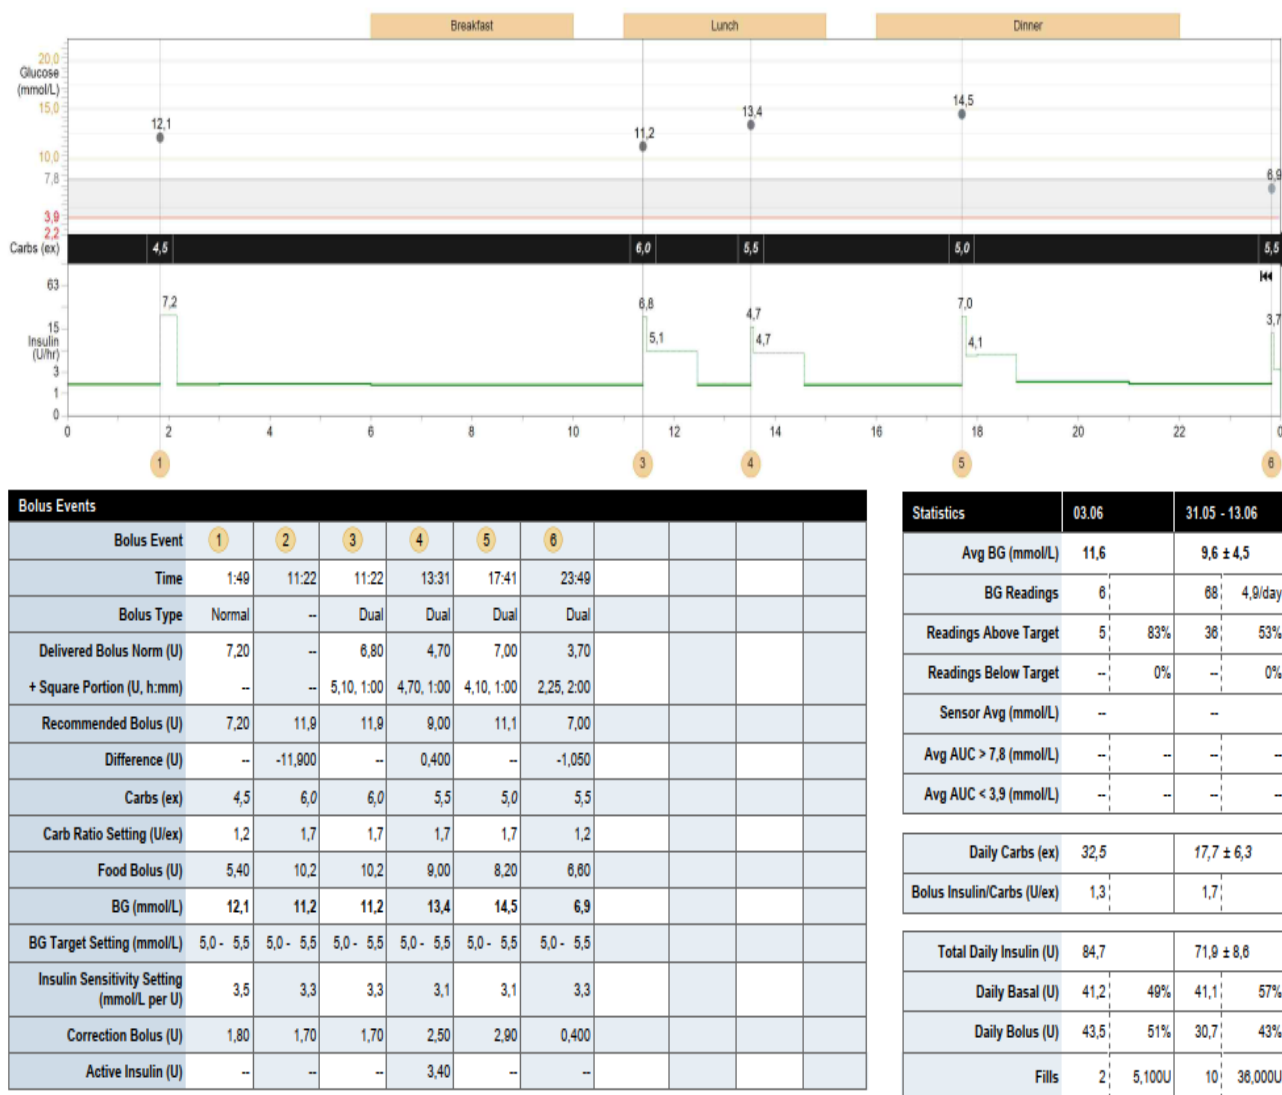 Breakfast Lunch Dinner
20,0
Glucose
(mmol/L)
15,0
10,0
7,8
3,9
2,2
12,1 11,2 13,4 14,5 6,9
Carbs (ex) 4,5 6,0 5,5 5,0 5,5
63
15
Insulin
(U/hr)
3
1
0
7,2 6,8 5,1 4,7 4,7 7,0 4,1 3,7
0 2 4 6 8 10 12 14 16 18 20 22 0
1 3 4 5 6
Bolus Events
Bolus Event 1 2 3 4 5 6
Time 1:49 11:22 11:22 13:31 17:41 23:49
Bolus Type Normal -- Dual Dual Dual Dual
Delivered Bolus Norm (U) 7,20 -- 6,80 4,70 7,00 3,70
+ Square Portion (U, h:mm) -- -- 5,10, 1:00 4,70, 1:00 4,10, 1:00 2,25, 2:00
Recommended Bolus (U) 7,20 11,9 11,9 9,00 11,1 7,00
Difference (U) -- -11,900 -- 0,400 -- -1,050
Carbs (ex) 4,5 6,0 6,0 5,5 5,0 5,5
Carb Ratio Setting (U/ex) 1,2 1,7 1,7 1,7 1,7 1,2
Food Bolus (U) 5,40 10,2 10,2 9,00 8,20 6,60
BG (mmol/L) 12,1 11,2 11,2 13,4 14,5 6,9
BG Target Setting (mmol/L) 5,0 - 5,5 5,0 - 5,5 5,0 - 5,5 5,0 - 5,5 5,0 - 5,5 5,0 - 5,5
Insulin Sensitivity Setting
(mmol/L per U) 3,5 3,3 3,3 3,1 3,1 3,3
Correction Bolus (U) 1,80 1,70 1,70 2,50 2,90 0,400
Active Insulin (U) -- -- -- 3,40 -- --
Statistics 03.06 31.05 - 13.06
Avg BG (mmol/L) 11,6 9,6 ± 4,5
BG Readings 6 68 4,9/day
Readings Above Target 5 83% 36 53%
Readings Below Target -- 0% -- 0%
Sensor Avg (mmol/L) -- --
Avg AUC > 7,8 (mmol/L) -- -- -- --
Avg AUC < 3,9 (mmol/L) -- -- -- --
Daily Carbs (ex) 32,5 17,7 ± 6,3
Bolus Insulin/Carbs (U/ex) 1,3 1,7
Total Daily Insulin (U) 84,7 71,9 ± 8,6
Daily Basal (U) 41,2 49% 41,1 57%
Daily Bolus (U) 43,5 51% 30,7 43%
Fills 2 5,100U 10 36,000U